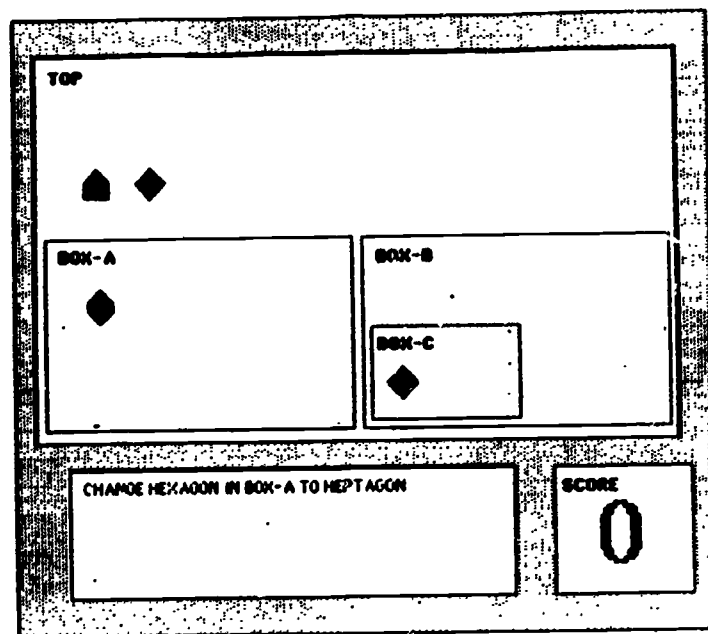 TOP
BOX-A
BOX-B
BOX-C
CHANGE HEXAGON IN BOX-A TO HEPTAGON
SCORE
0